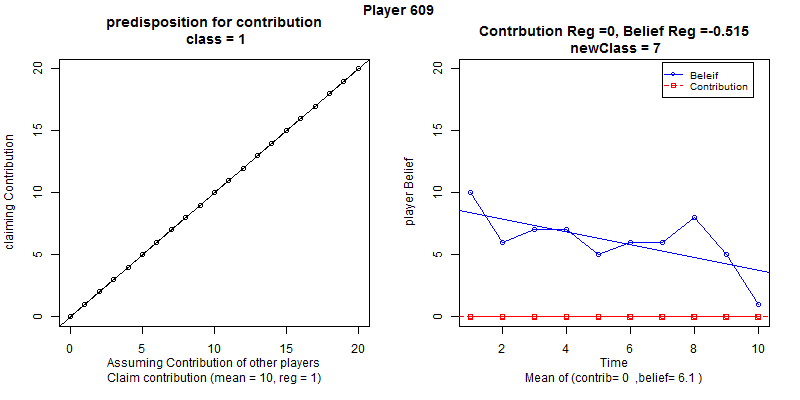 Player 609
predisposition for contribution
class = 1
claiming Contribution
20
15
10
5
0
0 5 10 15 20
Assuming Contribution of other players
Claim contribution (mean = 10, reg = 1)
Contrbution Reg =0, Belief Reg =-0.515
newClass = 7
Beleif
Contribution
player Belief
20
15
10
5
0
2 4 6 8 10
Time
Mean of (contrib= 0 ,belief= 6.1 )